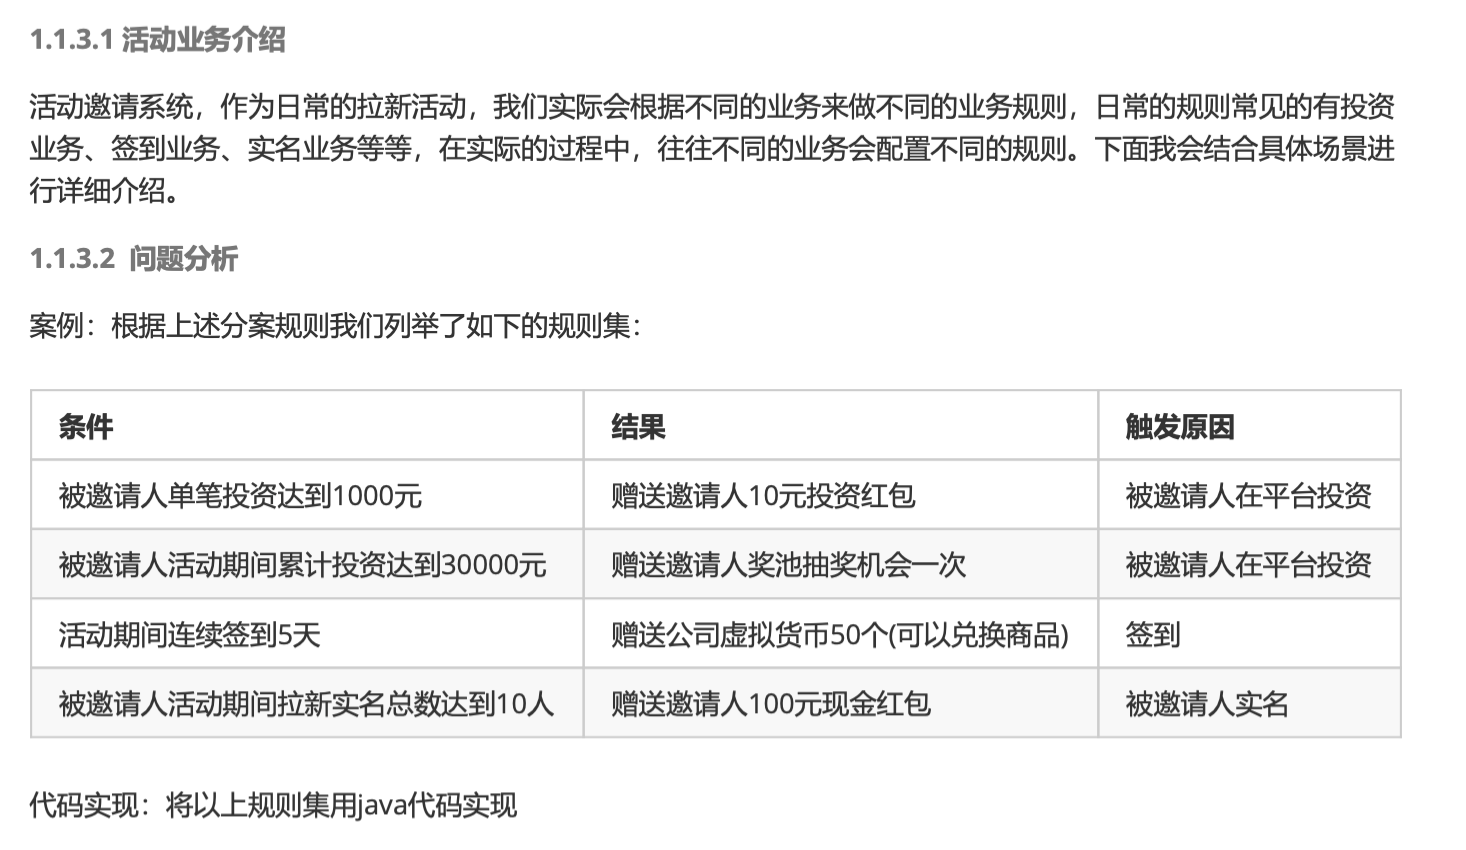 1.1.3.1 活动业务介绍
活动邀请系统，作为日常的拉新活动，我们实际会根据不同的业务来做不同的业务规则，日常的规则常见的有投资
业务、签到业务、实名业务等等，在实际的过程中，往往不同的业务会配置不同的规则。下面我会结合具体场景进
行详细介绍。
1.1.3.2 问题分析
案例：根据上述分案规则我们列举了如下的规则集：
条件 结果 触发原因
被邀请人单笔投资达到1000元 赠送邀请人10元投资红包 被邀请人在平台投资
被邀请人活动期间累计投资达到30000元 赠送邀请人奖池抽奖机会一次 被邀请人在平台投资
活动期间连续签到5天 赠送公司虚拟货币50个(可以兑换商品) 签到
被邀请人活动期间拉新实名总数达到10人 赠送邀请人100元现金红包 被邀请人实名
代码实现：将以上规则集用java代码实现